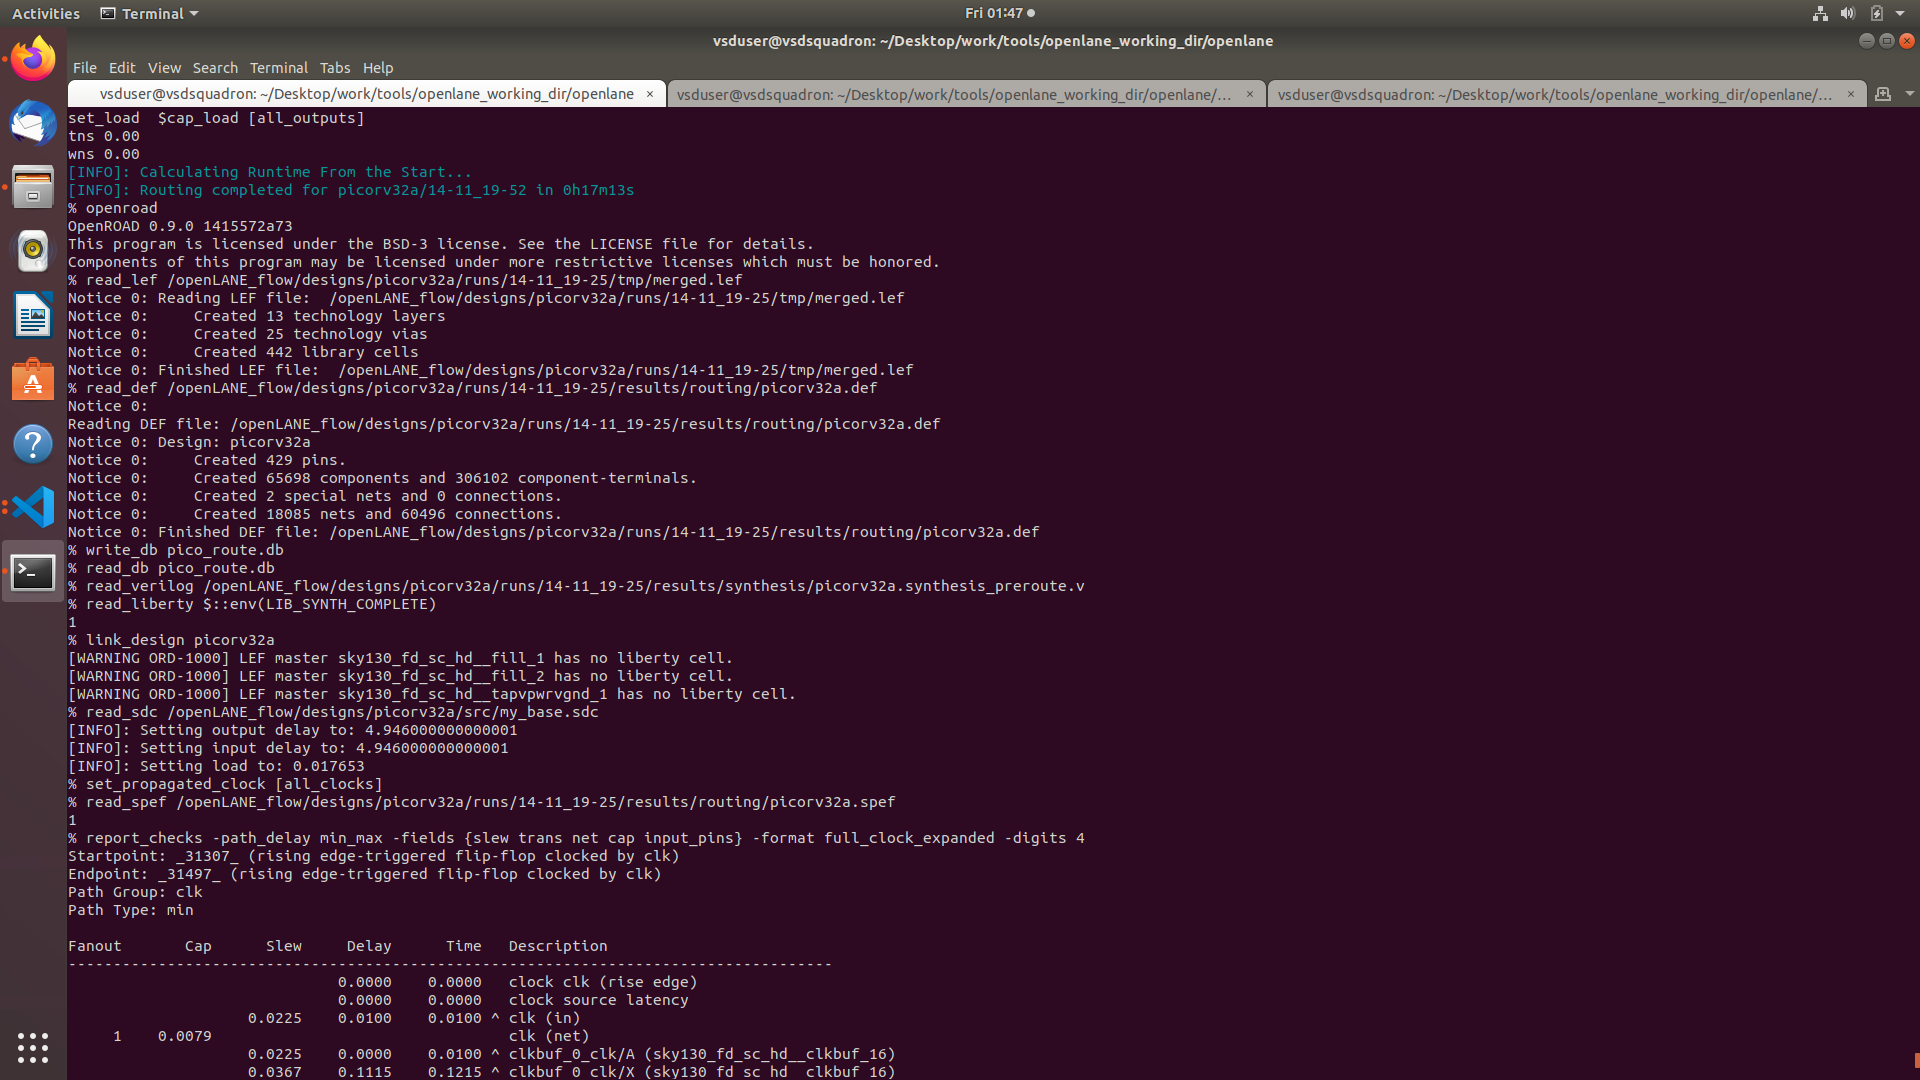 Activities
Terminal
Fri 01:47
vsduser@vsdsquadron: ~/Desktop/work/tools/openlane_working_dir/openlane
File Edit View Search Terminal Tabs Help
vsduser@vsdsquadron: ~/Desktop/work/tools/openlane_working_dir/openlane ×
vsduser@vsdsquadron: ~/Desktop/work/tools/openlane_working_dir/openlane/... ×
vsduser@vsdsquadron: ~/Desktop/work/tools/openlane_working_dir/openlane/... ×
set_load  $cap_load [all_outputs]
tns 0.00
wns 0.00
[INFO]: Calculating Runtime From the Start...
[INFO]: Routing completed for picorv32a/14-11_19-52 in 0h17m13s
% openroad
OpenROAD 0.9.0 1415572a73
This program is licensed under the BSD-3 license. See the LICENSE file for details.
Components of this program may be licensed under more restrictive licenses which must be honored.
% read_lef /openLANE_flow/designs/picorv32a/runs/14-11_19-25/tmp/merged.lef
Notice 0: Reading LEF file:  /openLANE_flow/designs/picorv32a/runs/14-11_19-25/tmp/merged.lef
Notice 0:     Created 13 technology layers
Notice 0:     Created 25 technology vias
Notice 0:     Created 442 library cells
Notice 0: Finished LEF file:  /openLANE_flow/designs/picorv32a/runs/14-11_19-25/tmp/merged.lef
% read_def /openLANE_flow/designs/picorv32a/runs/14-11_19-25/results/routing/picorv32a.def
Notice 0:
Reading DEF file: /openLANE_flow/designs/picorv32a/runs/14-11_19-25/results/routing/picorv32a.def
Notice 0: Design: picorv32a
Notice 0:     Created 429 pins.
Notice 0:     Created 65698 components and 306102 component-terminals.
Notice 0:     Created 2 special nets and 0 connections.
Notice 0:     Created 18085 nets and 60496 connections.
Notice 0: Finished DEF file: /openLANE_flow/designs/picorv32a/runs/14-11_19-25/results/routing/picorv32a.def
% write_db pico_route.db
% read_db pico_route.db
% read_verilog /openLANE_flow/designs/picorv32a/runs/14-11_19-25/results/synthesis/picorv32a.synthesis_preroute.v
% read_liberty $::env(LIB_SYNTH_COMPLETE)
1
% link_design picorv32a
[WARNING ORD-1000] LEF master sky130_fd_sc_hd__fill_1 has no liberty cell.
[WARNING ORD-1000] LEF master sky130_fd_sc_hd__fill_2 has no liberty cell.
[WARNING ORD-1000] LEF master sky130_fd_sc_hd__tapvpwrvgnd_1 has no liberty cell.
% read_sdc /openLANE_flow/designs/picorv32a/src/my_base.sdc
[INFO]: Setting output delay to: 4.946000000000001
[INFO]: Setting input delay to: 4.946000000000001
[INFO]: Setting load to: 0.017653
% set_propagated_clock [all_clocks]
% read_spef /openLANE_flow/designs/picorv32a/runs/14-11_19-25/results/routing/picorv32a.spef
1
% report_checks -path_delay min_max -fields {slew trans net cap input_pins} -format full_clock_expanded -digits 4
Startpoint: _31307_ (rising edge-triggered flip-flop clocked by clk)
Endpoint: _31497_ (rising edge-triggered flip-flop clocked by clk)
Path Group: clk
Path Type: min
Fanout       Cap      Slew     Delay      Time   Description
-------------------------------------------------------------------------------------
0.0000    0.0000   clock clk (rise edge)
0.0000    0.0000   clock source latency
0.0225    0.0100    0.0100 ^ clk (in)
1    0.0079                                 clk (net)
0.0225    0.0000    0.0100 ^ clkbuf_0_clk/A (sky130_fd_sc_hd__clkbuf_16)
0.0367    0.1115    0.1215 ^ clkbuf_0_clk/X (sky130_fd_sc_hd__clkbuf_16)